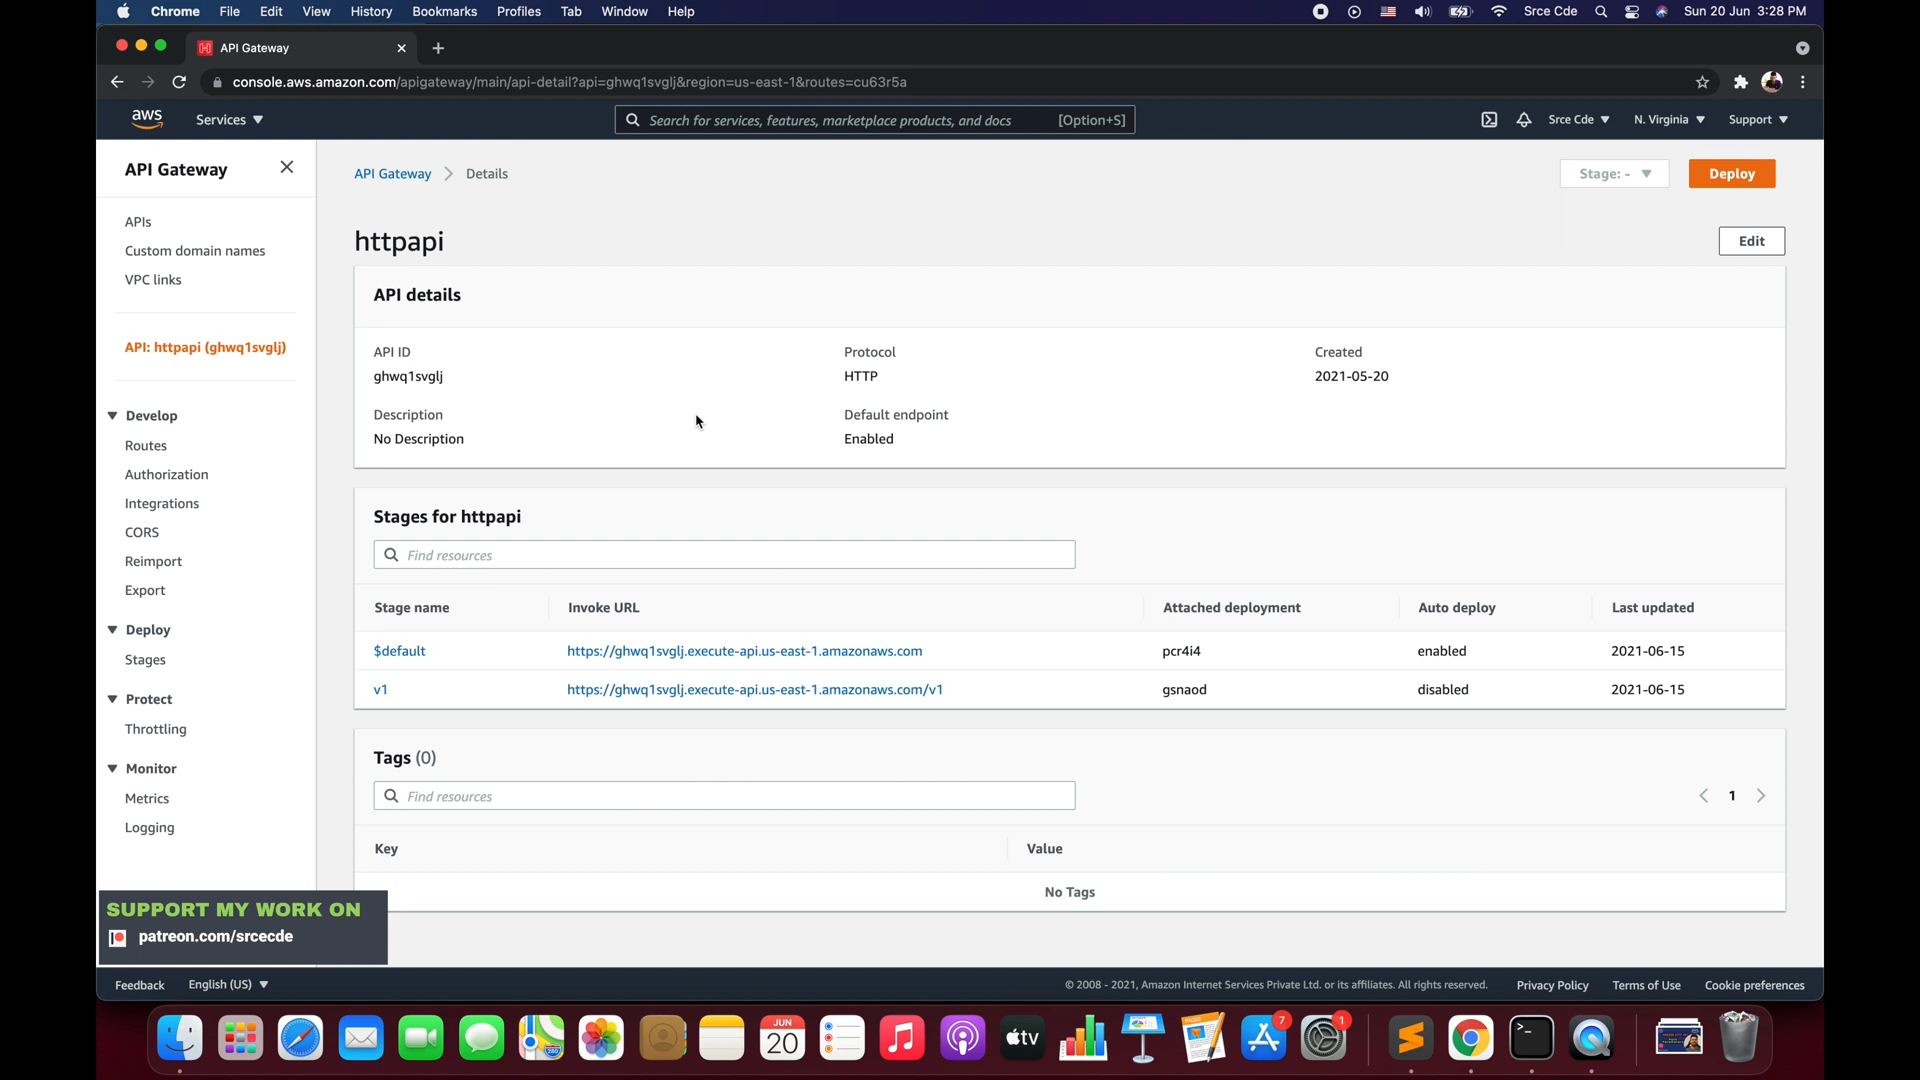 Chrome File Edit View History Bookmarks Profiles Tab Window Help Srce Cde Sun 20 Jun 3:28 PM
API Gateway
console.aws.amazon.com/apigateway/main/api-detail?api=ghwq1svglj&region=us-east-1&routes=cu63r5a
aws Services Search for services, features, marketplace products, and docs [Option+S] Srce Cde N. Virginia Support
API Gateway
APIs
Custom domain names
VPC links
API: httpapi (ghwq1svglj)
Develop
Routes
Authorization
Integrations
CORS
Reimport
Export
Deploy
Stages
Protect
Throttling
Monitor
Metrics
Logging
API Gateway Details
Stage: - Deploy
httpapi
Edit
API details
API ID Protocol Created
ghwq1svglj HTTP 2021-05-20
Description Default endpoint
No Description Enabled
Stages for httpapi
Find resources
Stage name Invoke URL Attached deployment Auto deploy Last updated
$default https://ghwq1svglj.execute-api.us-east-1.amazonaws.com pcr4i4 enabled 2021-06-15
v1 https://ghwq1svglj.execute-api.us-east-1.amazonaws.com/v1 gsnaod disabled 2021-06-15
Tags (0)
Find resources
1
Key Value
No Tags
SUPPORT MY WORK ON
patreon.com/srcecde
Feedback English (US) © 2008 - 2021, Amazon Internet Services Private Ltd. or its affiliates. All rights reserved. Privacy Policy Terms of Use Cookie preferences
JUN
20
tv
7
1